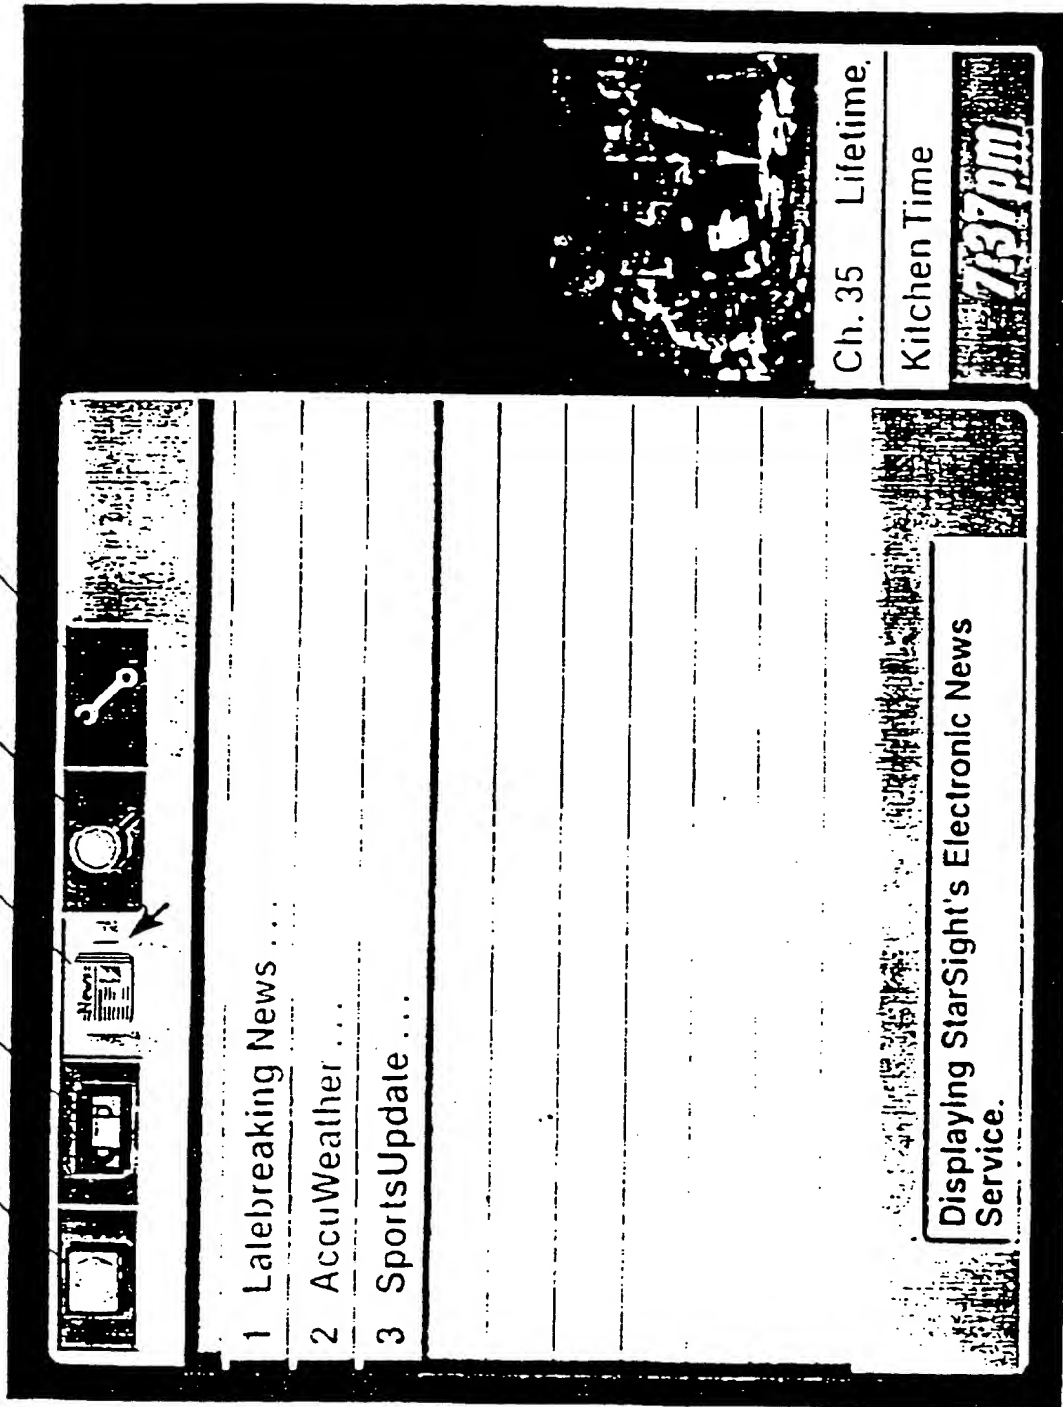 News
1 Latebreaking News...
2 AccuWeather...
3 SportsUpdate...
Displaying StarSight's Electronic News
Service.
Ch. 35 Lifetime
Kitchen Time
7:37pm